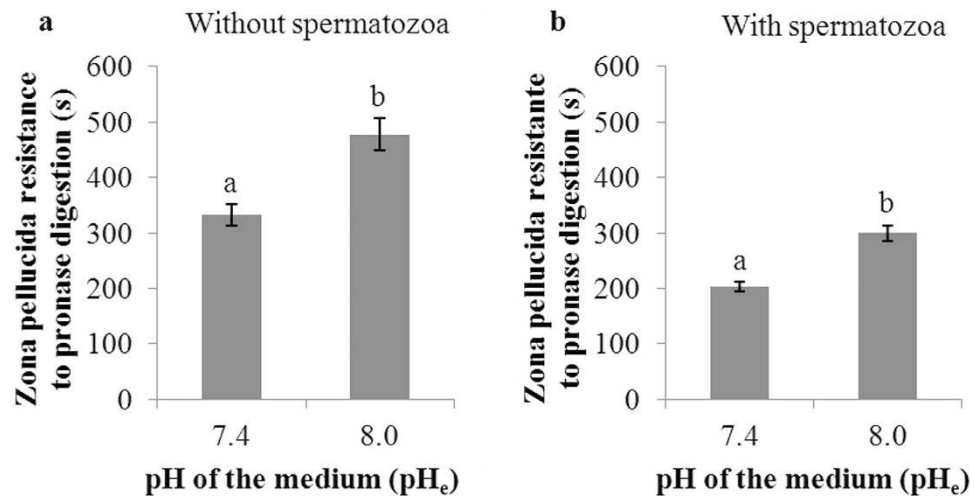 a Without spermatozoa
Zona pellucida resistance
to pronase digestion (s)
600
500
400
300
200
100
0
a
b
7.4 8.0
pH of the medium (pHe)
b With spermatozoa
Zona pellucida resistante
to pronase digestion (s)
600
500
400
300
200
100
0
a
b
7.4 8.0
pH of the medium (pHe)